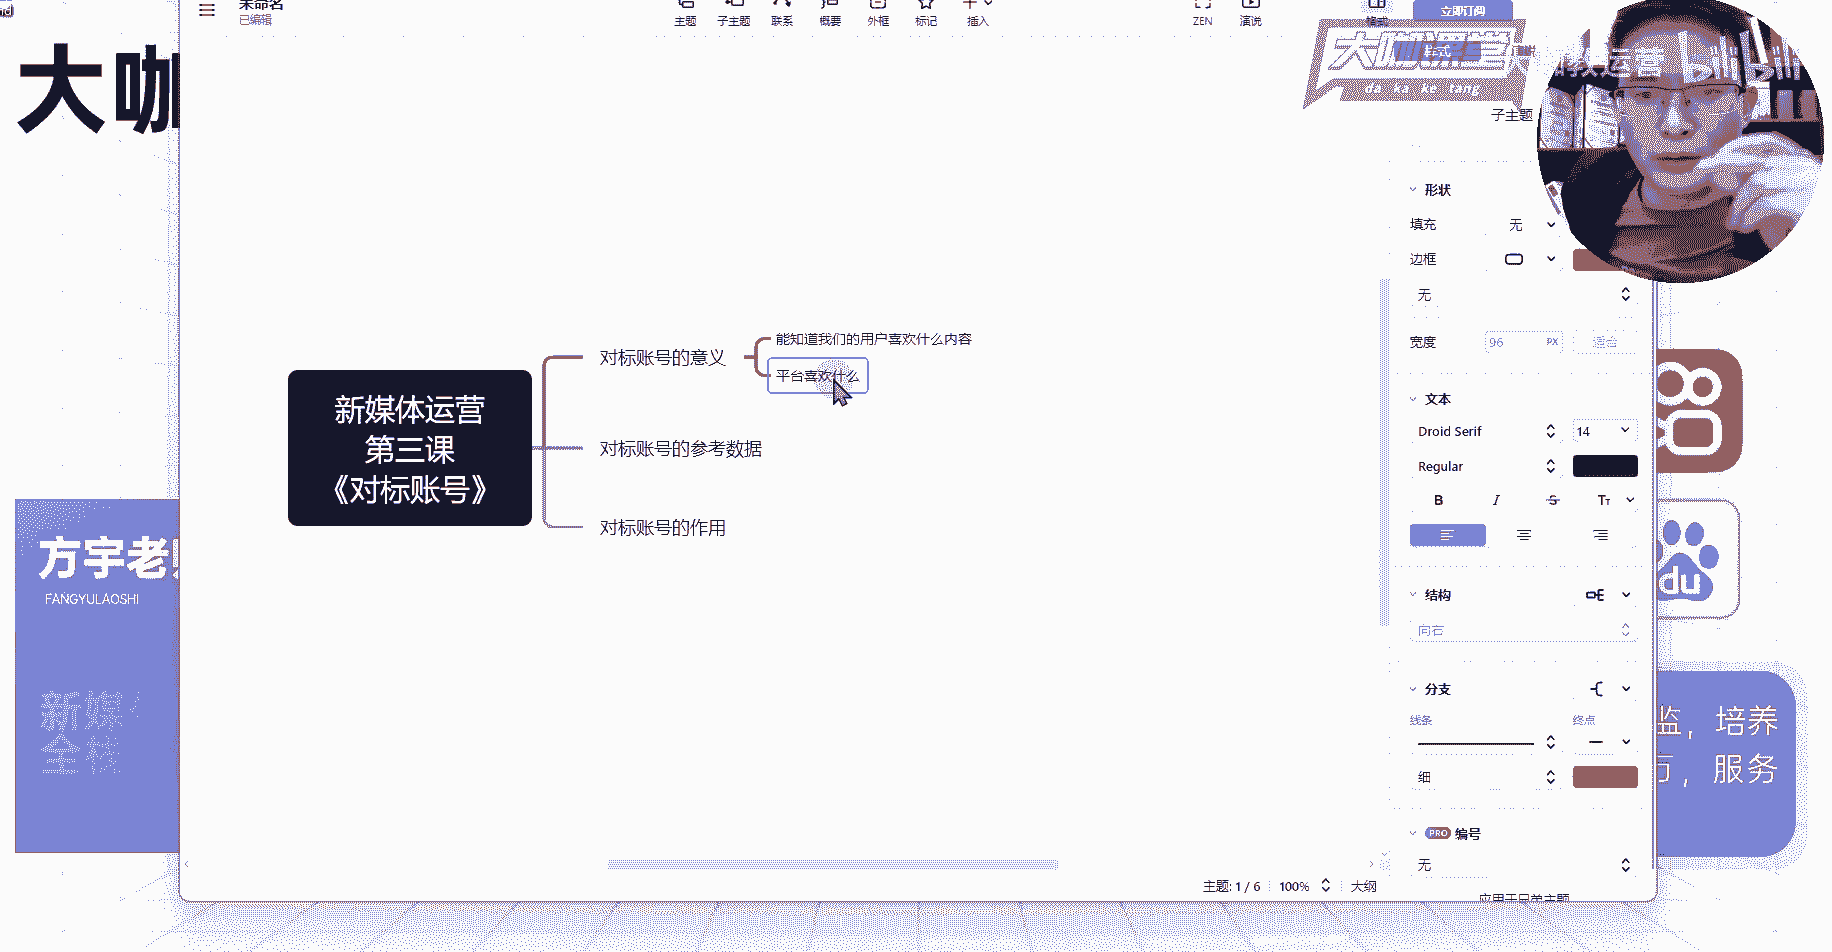 未命名
已编辑
主题
子主题
联系
概要
外框
标记
插入
ZEN
演说
格式
立即订阅
大咖
大咖课堂
da ka ke tang
运营
bilibili
子主题
形状
填充
无
边框
无
宽度
96
PX
适合
文本
Droid Serif
14
Regular
B
I
S
结构
向右
分支
线条
终点
细
PRO
编号
无
应用于兄弟主题
能知道我们的用户喜欢什么内容
对标账号的意义
平台喜欢什么
新媒体运营
第三课
《对标账号》
对标账号的参考数据
对标账号的作用
方宇老
FANGYULAOSHI
新媒
全栈
du
监，培养
方，服务
主题: 1 / 6
100%
大纲